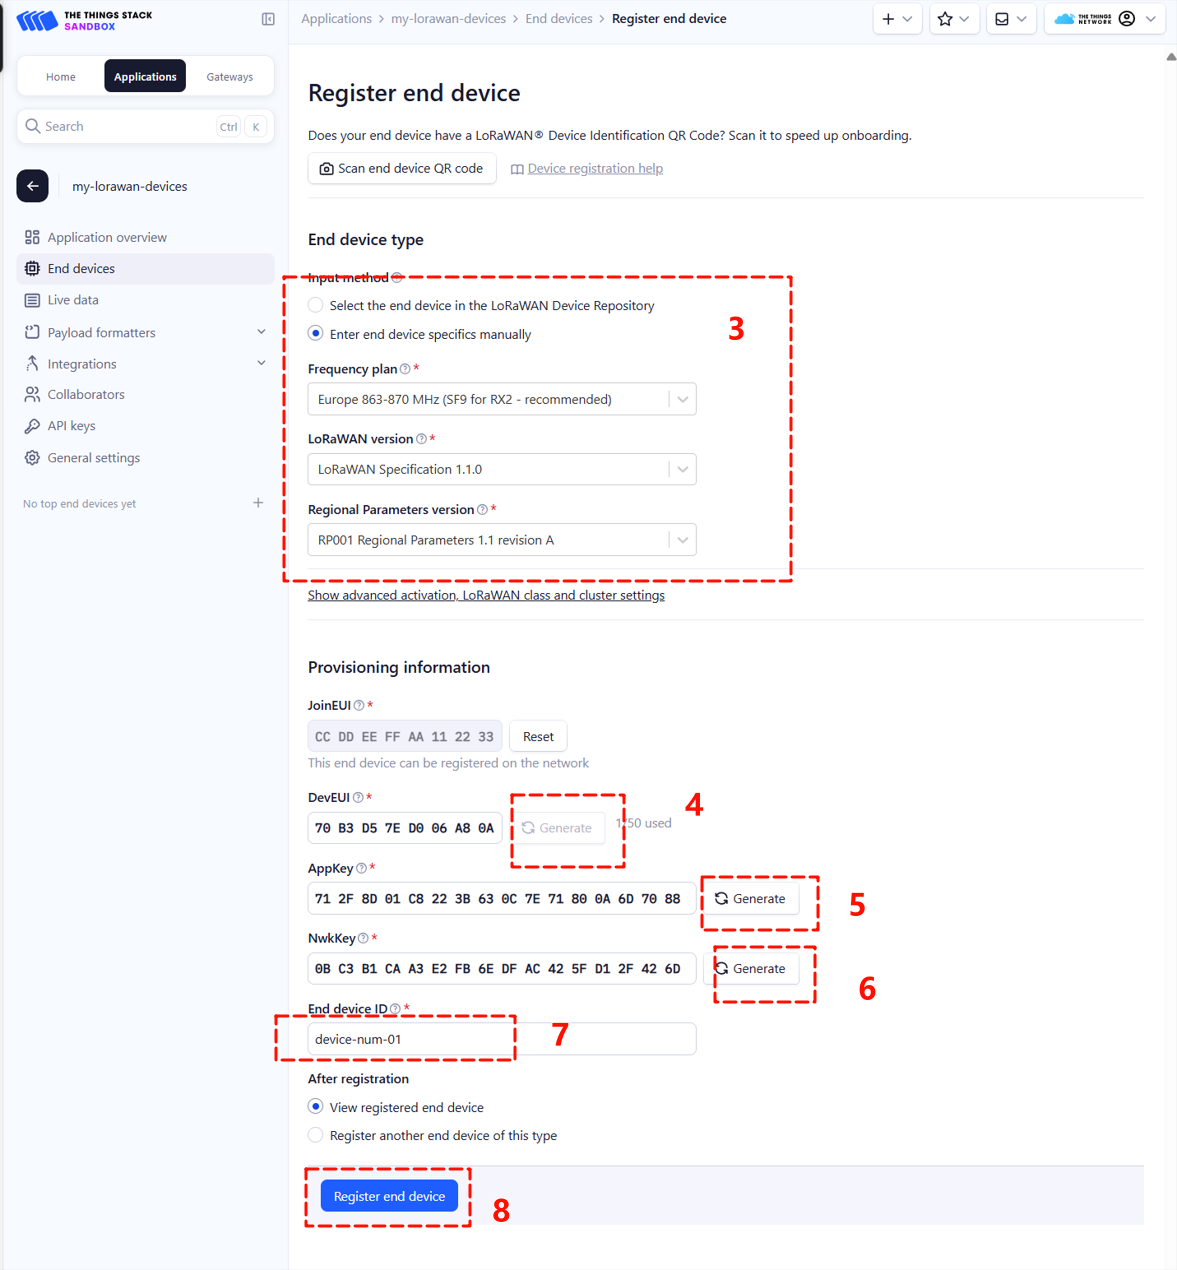 THE THINGS STACK
SANDBOX
Applications > my-lorawan-devices > End devices > Register end device
THE THINGS
NETWORK
Home
Applications
Gateways
Search
Ctrl
K
my-lorawan-devices
Application overview
End devices
Live data
Payload formatters
Integrations
Collaborators
API keys
General settings
No top end devices yet
+
Register end device
Does your end device have a LoRaWAN® Device Identification QR Code? Scan it to speed up onboarding.
Scan end device QR code
Device registration help
End device type
Input method
Select the end device in the LoRaWAN Device Repository
3
Enter end device specifics manually
Frequency plan *
Europe 863-870 MHz (SF9 for RX2 - recommended)
LoRaWAN version *
LoRaWAN Specification 1.1.0
Regional Parameters version *
RP001 Regional Parameters 1.1 revision A
Show advanced activation, LoRaWAN class and cluster settings
Provisioning information
JoinEUI *
CC DD EE FF AA 11 22 33
Reset
This end device can be registered on the network
DevEUI *
4
70 B3 D5 7E D0 06 A8 0A
Generate
1/50 used
AppKey *
71 2F 8D 01 C8 22 3B 63 0C 7E 71 80 0A 6D 70 88
Generate
5
NwkKey *
0B C3 B1 CA A3 E2 FB 6E DF AC 42 5F D1 2F 42 6D
Generate
6
End device ID *
device-num-01
7
After registration
View registered end device
Register another end device of this type
Register end device
8